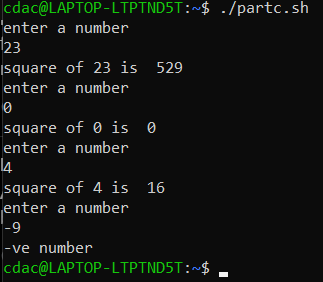 cdac@LAPTOP-LTPTND5T:~$ ./partc.sh
enter a number
23
square of 23 is  529
enter a number
0
square of 0 is  0
enter a number
4
square of 4 is  16
enter a number
-9
-ve number
cdac@LAPTOP-LTPTND5T:~$